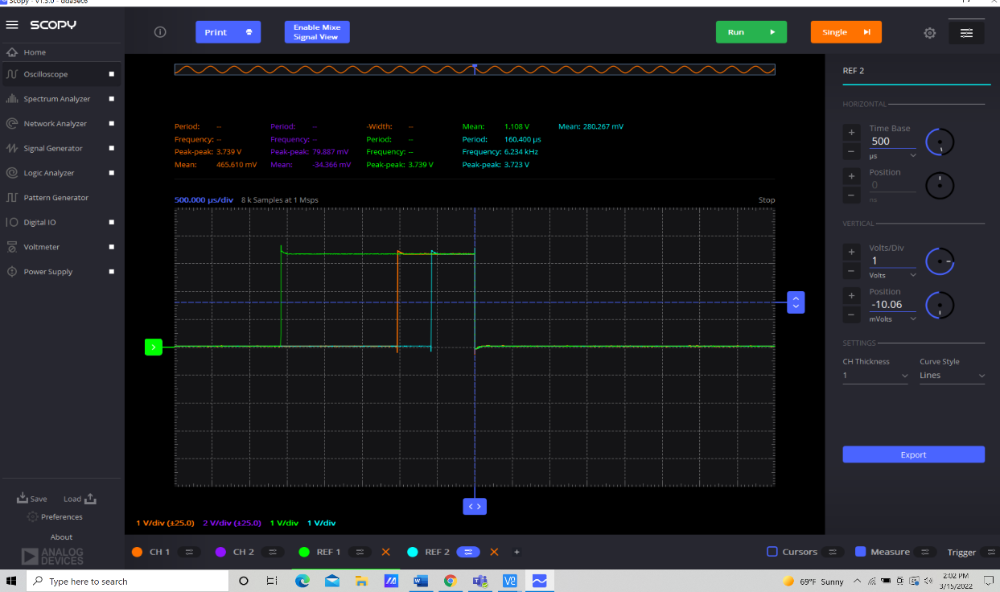 Scopy - v1.3.0 - dda5ec6
SCOPY
Print
Enable Mixe
Signal View
Run
Single
Home
Oscilloscope
Spectrum Analyzer
Network Analyzer
Signal Generator
Logic Analyzer
Pattern Generator
Digital IO
Voltmeter
Power Supply
Save
Load
Preferences
About
ANALOG
DEVICES
Period: -- Period: -- -Width: -- Mean: 1.108 V Mean: 280.267 mV
Frequency: -- Frequency: -- Period: -- Period: 160.400 µs
Peak-peak: 3.739 V Peak-peak: 79.887 mV Frequency: -- Frequency: 6.234 kHz
Mean: 465.610 mV Mean: -34.366 mV Peak-peak: 3.739 V Peak-peak: 3.723 V
500.000 µs/div 8 k Samples at 1 Msps Stop
1 V/div (±25.0) 2 V/div (±25.0) 1 V/div 1 V/div
CH 1 CH 2 REF 1 REF 2 + Cursors Measure Trigger
REF 2
HORIZONTAL
+
Time Base
500
−
µs
+
Position
0
−
ns
VERTICAL
+
Volts/Div
1
−
Volts
+
Position
-10.06
−
mVolts
SETTINGS
CH Thickness Curve Style
1 Lines
Export
Type here to search
69°F Sunny
2:02 PM
3/15/2022